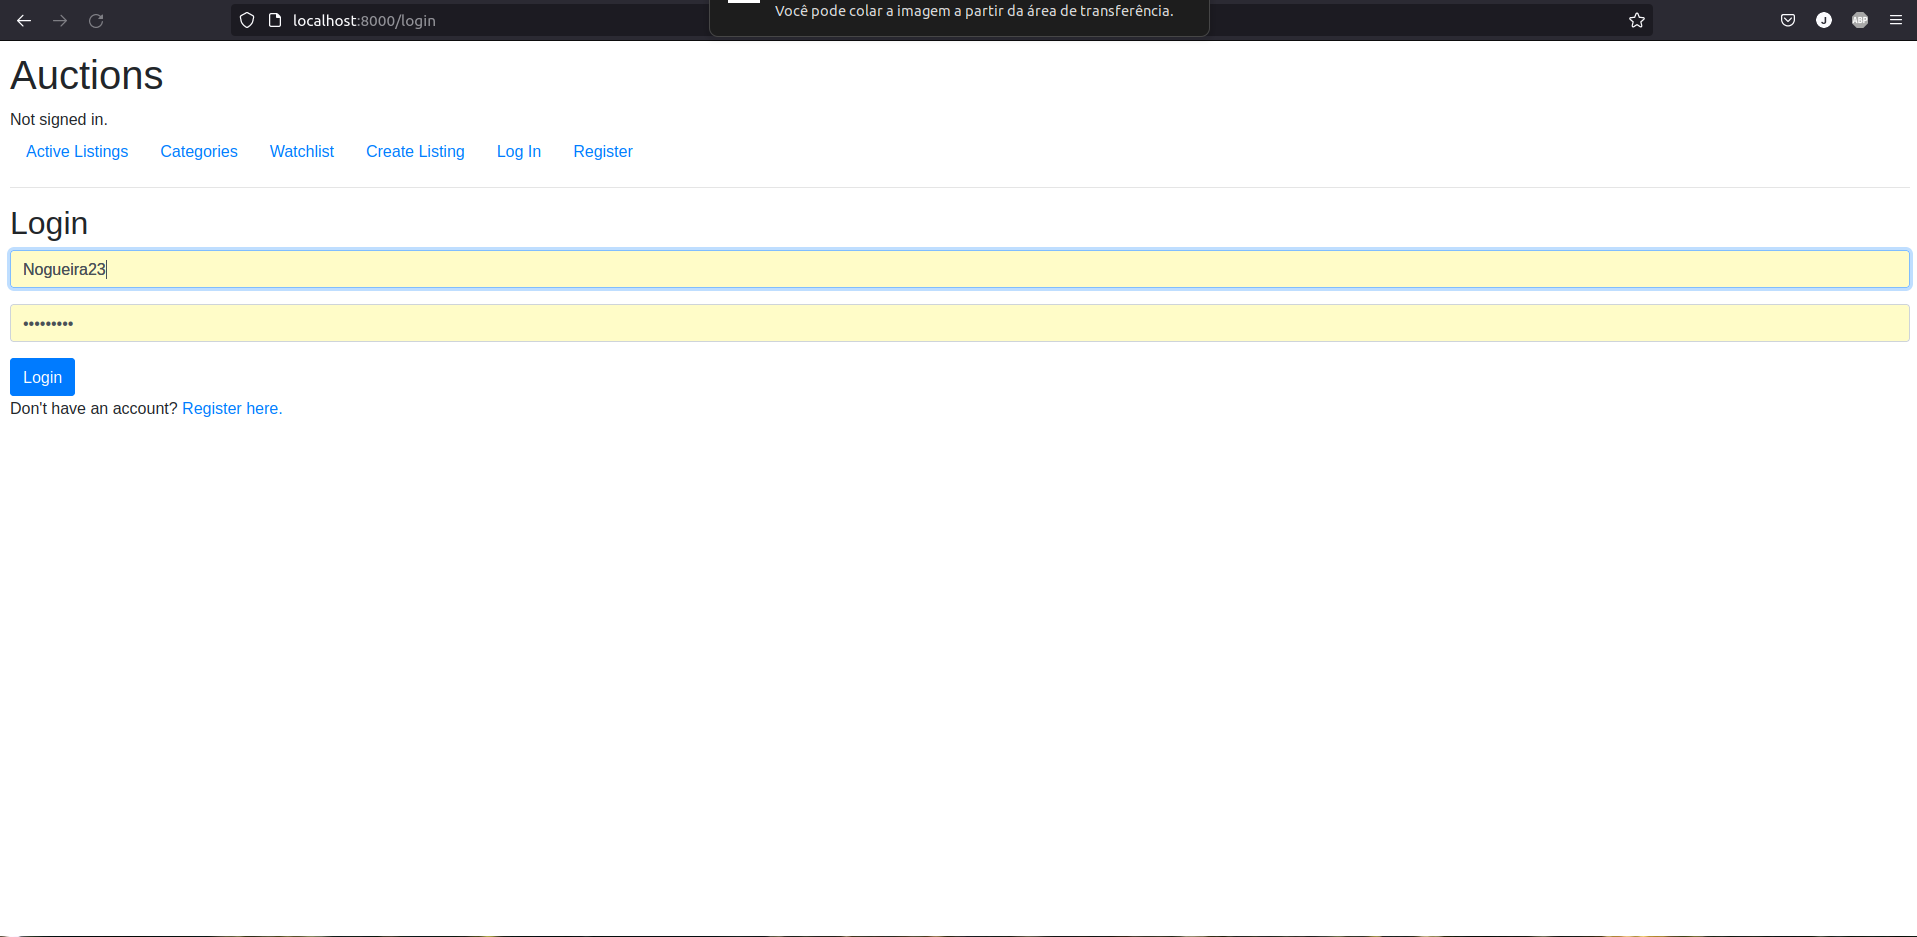 localhost:8000/login
Você pode colar a imagem a partir da área de transferência.
J
ABP
Auctions
Not signed in.
Active Listings Categories Watchlist Create Listing Log In Register
Login
Nogueira23
•••••••••
Login
Don't have an account? Register here.